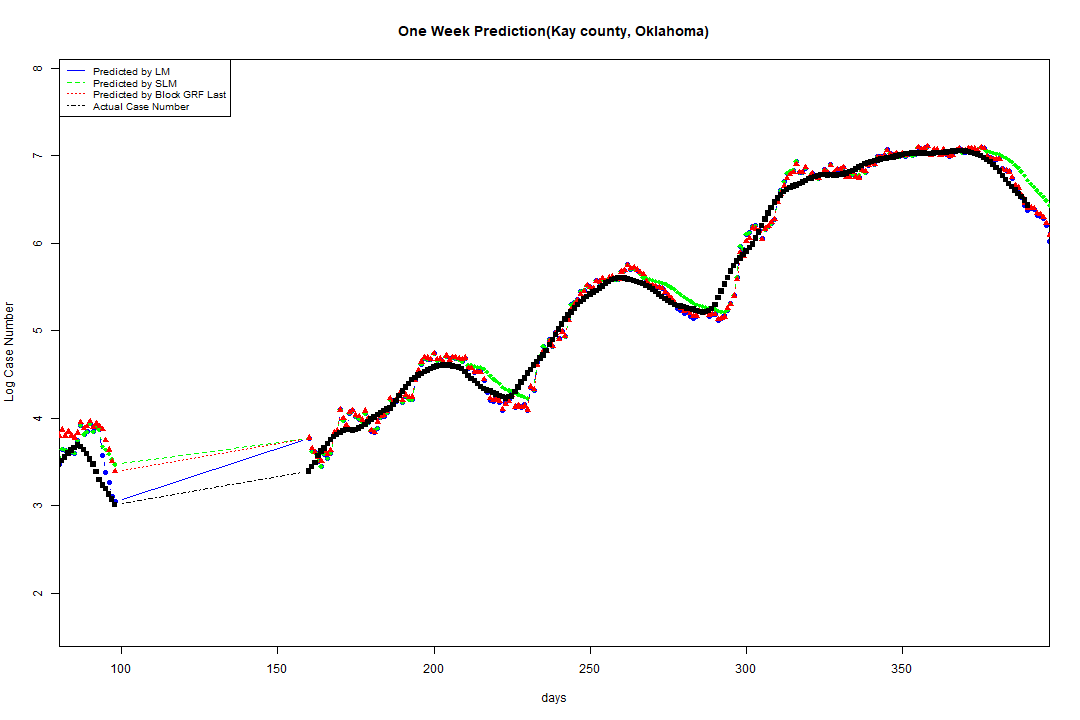 One Week Prediction(Kay county, Oklahoma)
Predicted by LM
Predicted by SLM
Predicted by Block GRF Last
Actual Case Number
8
7
6
5
4
3
2
Log Case Number
100 150 200 250 300 350
days